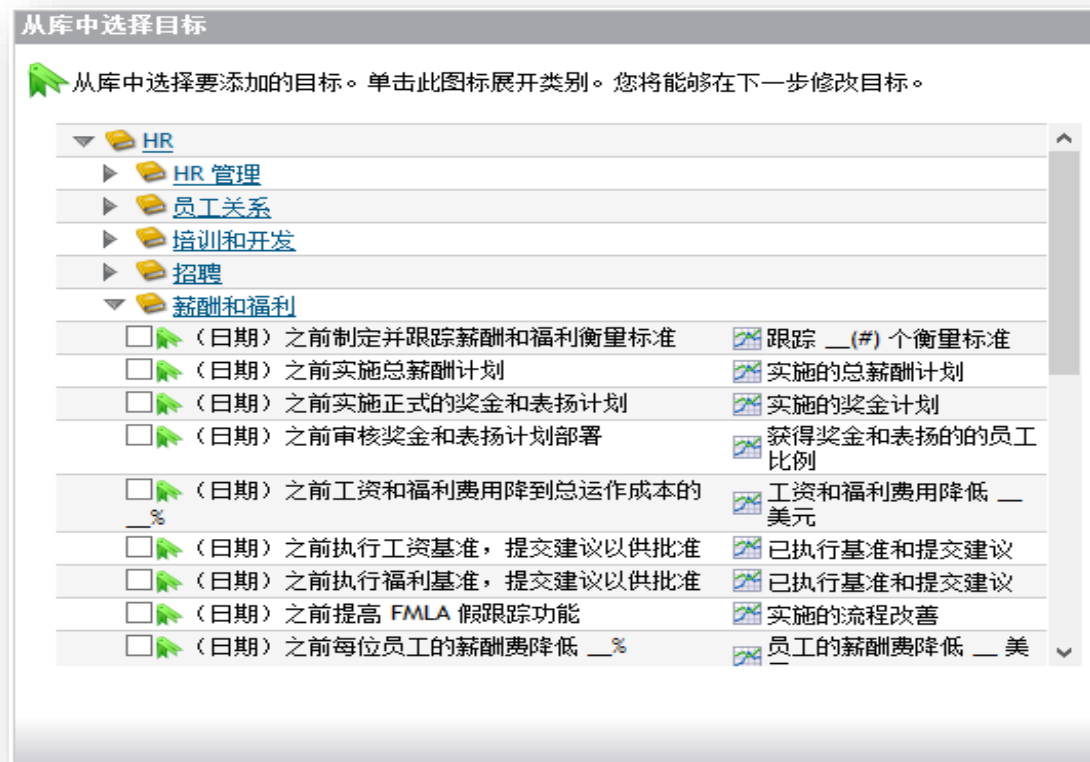 从库中选择目标
从库中选择要添加的目标。单击此图标展开类别。您将能够在下一步修改目标。
HR
HR 管理
员工关系
培训和开发
招聘
薪酬和福利
（日期）之前制定并跟踪薪酬和福利衡量标准 跟踪 __(#) 个衡量标准
（日期）之前实施总薪酬计划 实施的总薪酬计划
（日期）之前实施正式的奖金和表扬计划 实施的奖金计划
（日期）之前审核奖金和表扬计划部署 获得奖金和表扬的的员工
比例
（日期）之前工资和福利费用降到总运作成本的
__%
工资和福利费用降低 __
美元
（日期）之前执行工资基准，提交建议以供批准 已执行基准和提交建议
（日期）之前执行福利基准，提交建议以供批准 已执行基准和提交建议
（日期）之前提高 FMLA 假跟踪功能 实施的流程改善
（日期）之前每位员工的薪酬费降低 __% 员工的薪酬费降低 __ 美